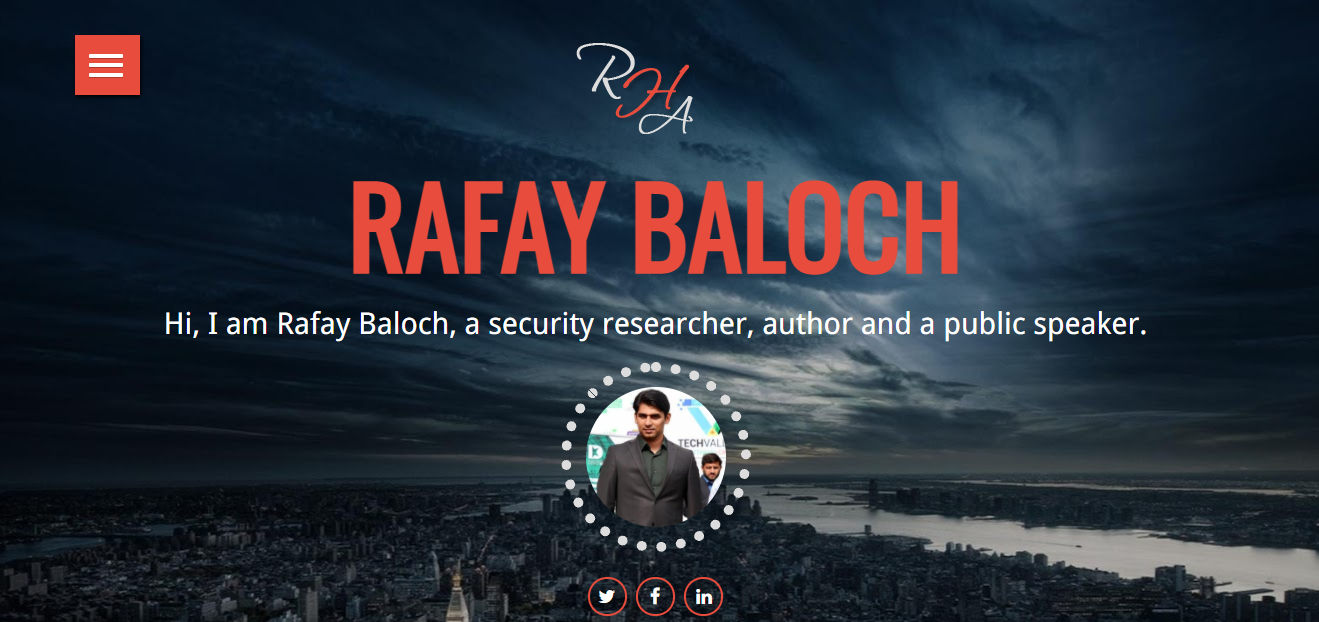 RHA
RAFAY BALOCH
Hi, I am Rafay Baloch, a security researcher, author and a public speaker.
TECHVALL